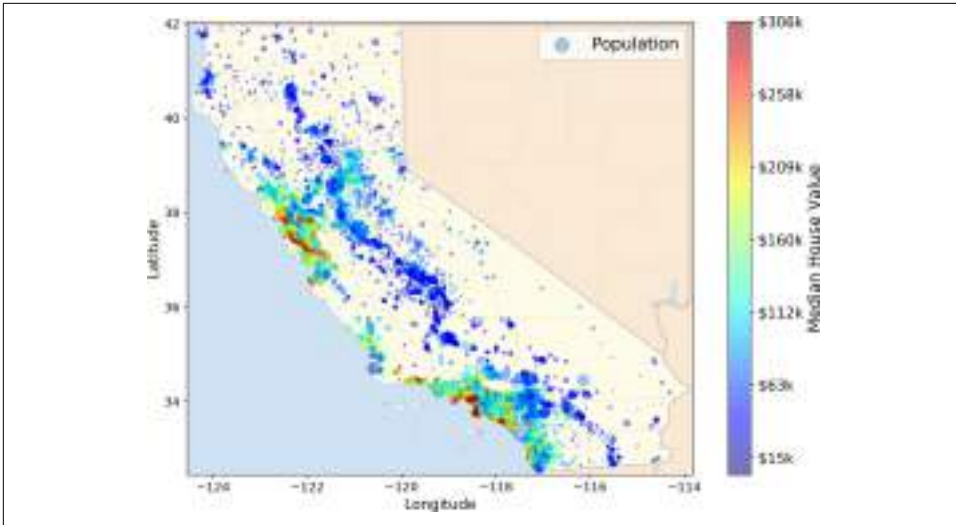 42
40
38
36
34
Latitude
−124
−122
−120
−118
−116
−114
Longitude
Population
$306k
$258k
$209k
$160k
$112k
$63k
$15k
Median House Value